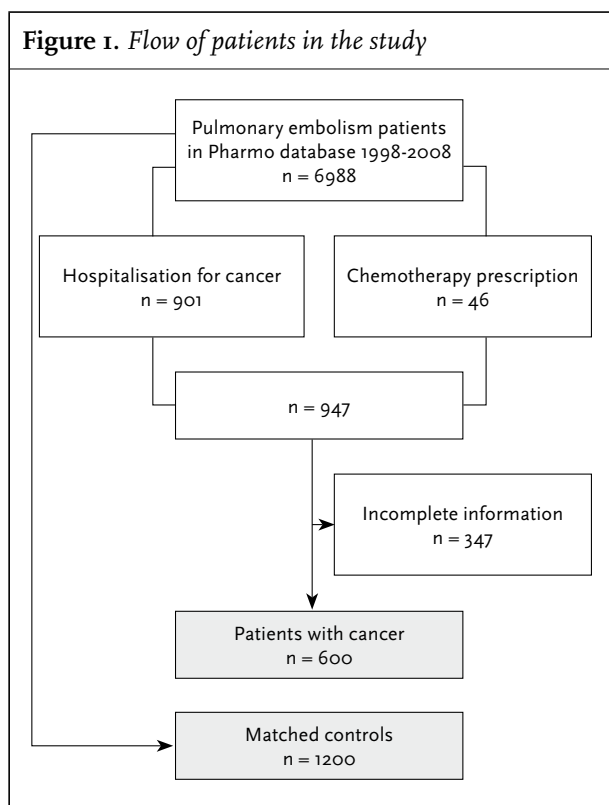 Figure 1. Flow of patients in the study
Pulmonary embolism patients
in Pharmo database 1998-2008
n = 6988
Hospitalisation for cancer
n = 901
Chemotherapy prescription
n = 46
n = 947
Incomplete information
n = 347
Patients with cancer
n = 600
Matched controls
n = 1200